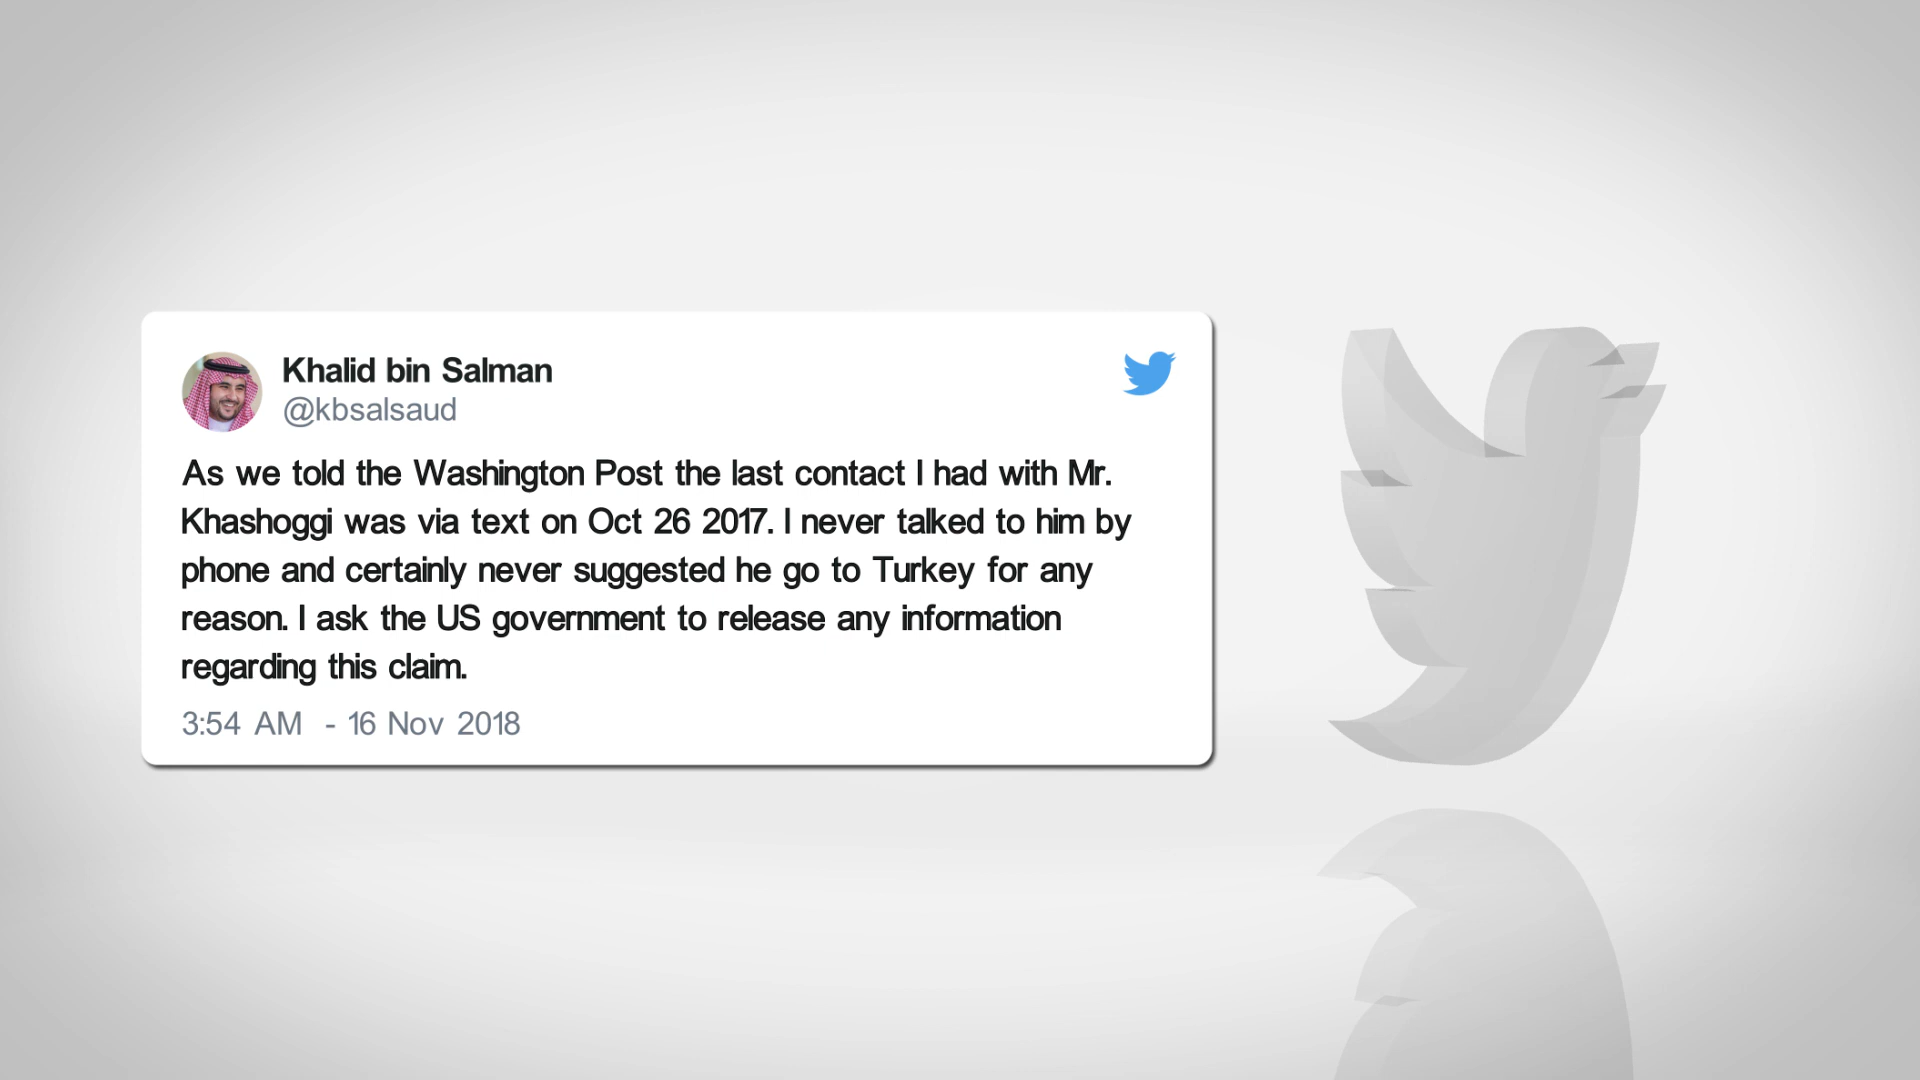 Khalid bin Salman
@kbsalsaud
As we told the Washington Post the last contact I had with Mr.
Khashoggi was via text on Oct 26 2017. I never talked to him by
phone and certainly never suggested he go to Turkey for any
reason. I ask the US government to release any information
regarding this claim.
3:54 AM - 16 Nov 2018